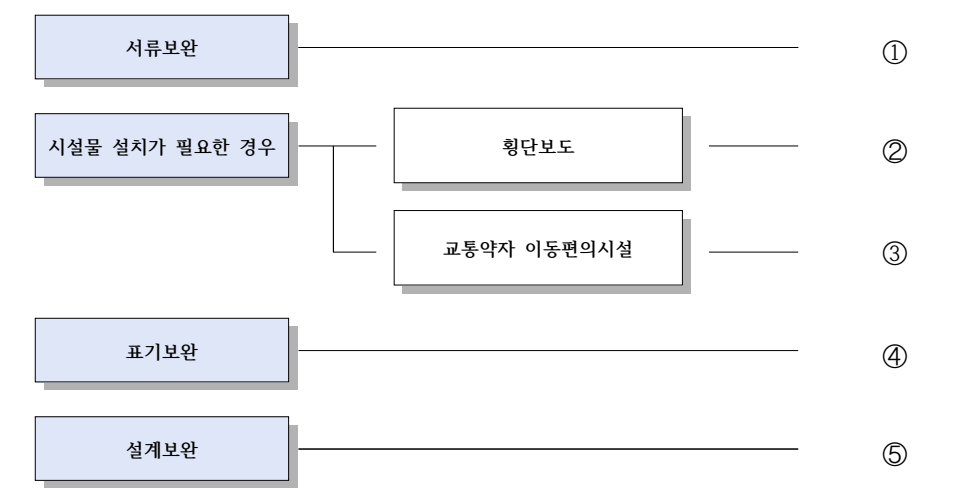 서류보완 ①
시설물 설치가 필요한 경우 횡단보도 ②
교통약자 이동편의시설 ③
표기보완 ④
설계보완 ⑤